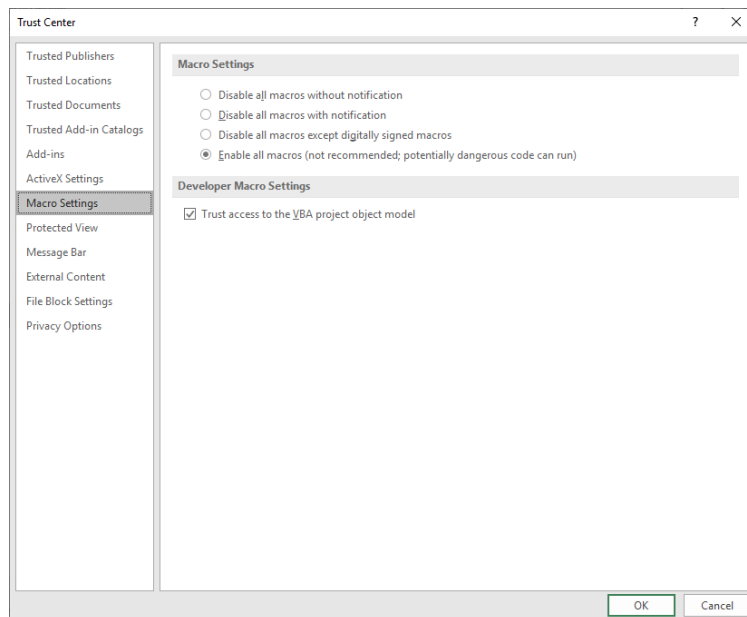 Trust Center
?
Trusted Publishers
Trusted Locations
Trusted Documents
Trusted Add-in Catalogs
Add-ins
ActiveX Settings
Macro Settings
Protected View
Message Bar
External Content
File Block Settings
Privacy Options
Macro Settings
Disable all macros without notification
Disable all macros with notification
Disable all macros except digitally signed macros
Enable all macros (not recommended; potentially dangerous code can run)
Developer Macro Settings
Trust access to the VBA project object model
OK
Cancel